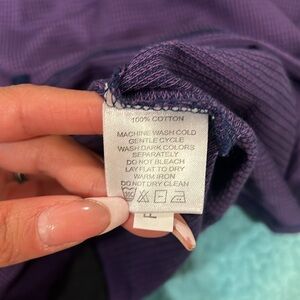 100% COTTON
MACHINE WASH COLD
GENTLE CYCLE
WASH DARK COLORS
SEPARATELY
DO NOT BLEACH
LAY FLAT TO DRY
WARM IRON
DO NOT DRY CLEAN